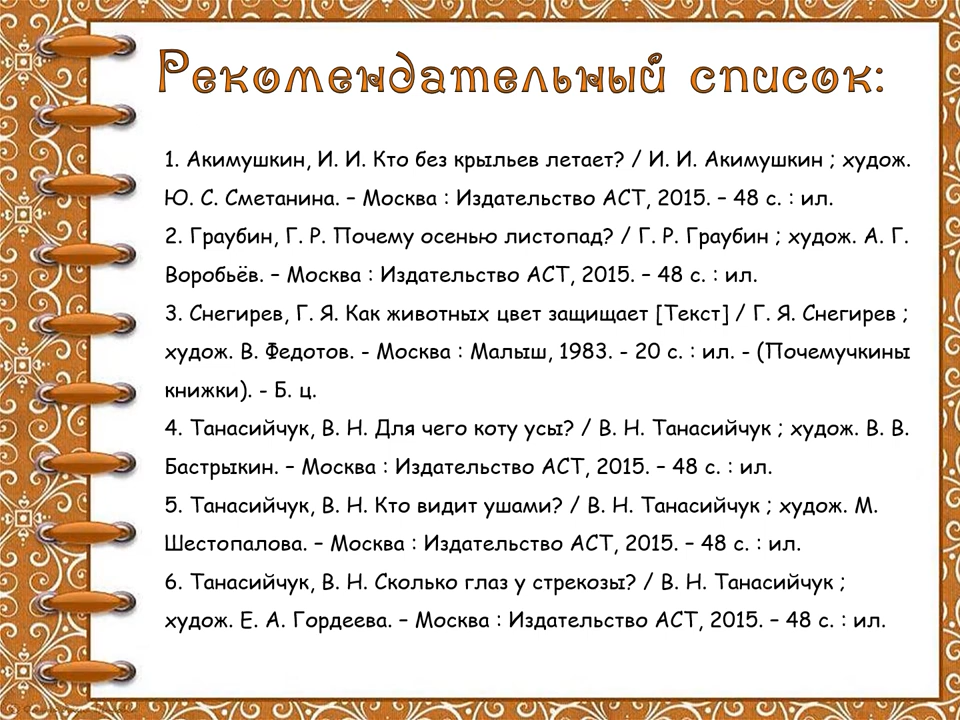 Рекомендательный список:
1. Акимушкин, И. И. Кто без крыльев летает? / И. И. Акимушкин ; худож.
Ю. С. Сметанина. – Москва : Издательство АСТ, 2015. – 48 с. : ил.
2. Граубин, Г. Р. Почему осенью листопад? / Г. Р. Граубин ; худож. А. Г.
Воробьёв. – Москва : Издательство АСТ, 2015. – 48 с. : ил.
3. Снегирев, Г. Я. Как животных цвет защищает [Текст] / Г. Я. Снегирев ;
худож. В. Федотов. - Москва : Малыш, 1983. - 20 с. : ил. - (Почемучкины
книжки). - Б. ц.
4. Танасийчук, В. Н. Для чего коту усы? / В. Н. Танасийчук ; худож. В. В.
Бастрыкин. – Москва : Издательство АСТ, 2015. – 48 с. : ил.
5. Танасийчук, В. Н. Кто видит ушами? / В. Н. Танасийчук ; худож. М.
Шестопалова. – Москва : Издательство АСТ, 2015. – 48 с. : ил.
6. Танасийчук, В. Н. Сколько глаз у стрекозы? / В. Н. Танасийчук ;
худож. Е. А. Гордеева. – Москва : Издательство АСТ, 2015. – 48 с. : ил.